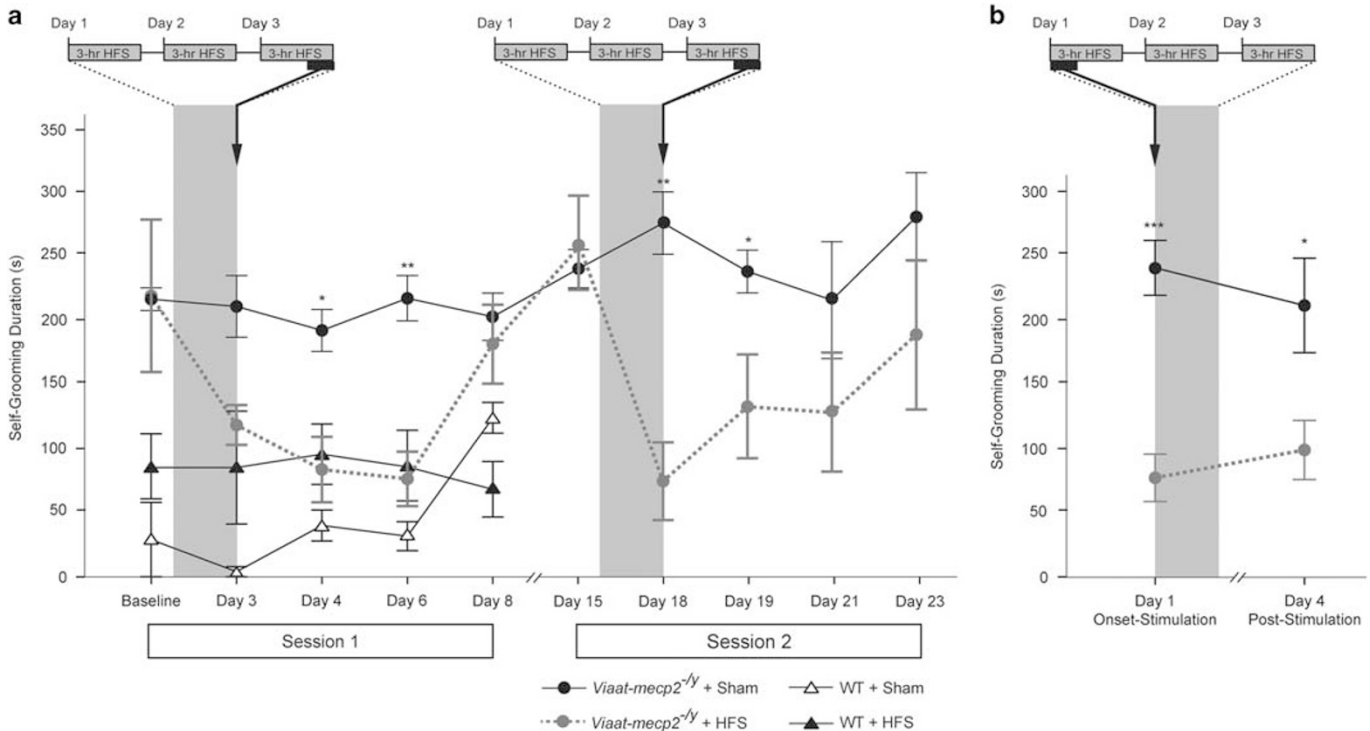 a
Day 1 Day 2 Day 3
3-hr HFS 3-hr HFS 3-hr HFS
Day 1 Day 2 Day 3
3-hr HFS 3-hr HFS 3-hr HFS
350
300
250
200
150
100
50
0
Self-Grooming Duration (s)
* ** ** *
Baseline Day 3 Day 4 Day 6 Day 8 Day 15 Day 18 Day 19 Day 21 Day 23
Session 1 Session 2
Viaat-mecp2-/y + Sham WT + Sham
Viaat-mecp2-/y + HFS WT + HFS
b
Day 1 Day 2 Day 3
3-hr HFS 3-hr HFS 3-hr HFS
300
250
200
150
100
50
0
Self-Grooming Duration (s)
*** *
Day 1 Day 4
Onset-Stimulation Post-Stimulation